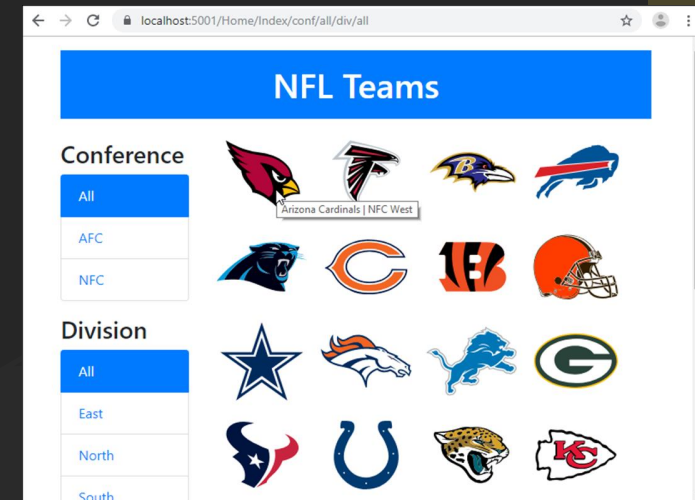 localhost:5001/Home/Index/conf/all/div/all
NFL Teams
Conference
All
AFC
NFC
Arizona Cardinals | NFC West
B
Division
All
East
North
South
G
KC